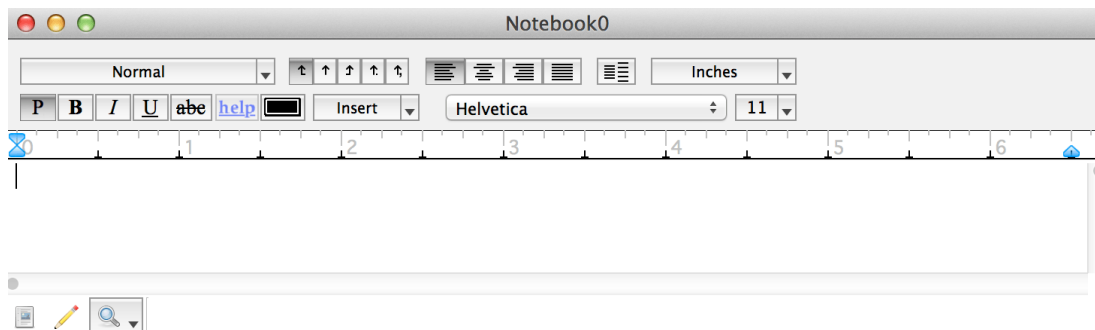 Notebook0
Normal Inches
P B I U abc help Insert Helvetica 11
0 1 2 3 4 5 6